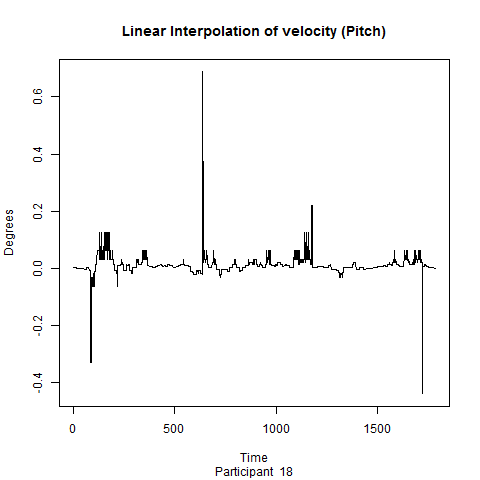 Linear Interpolation of velocity (Pitch)
Degrees
0.6
0.4
0.2
0.0
-0.2
-0.4
0 500 1000 1500
Time
Participant 18